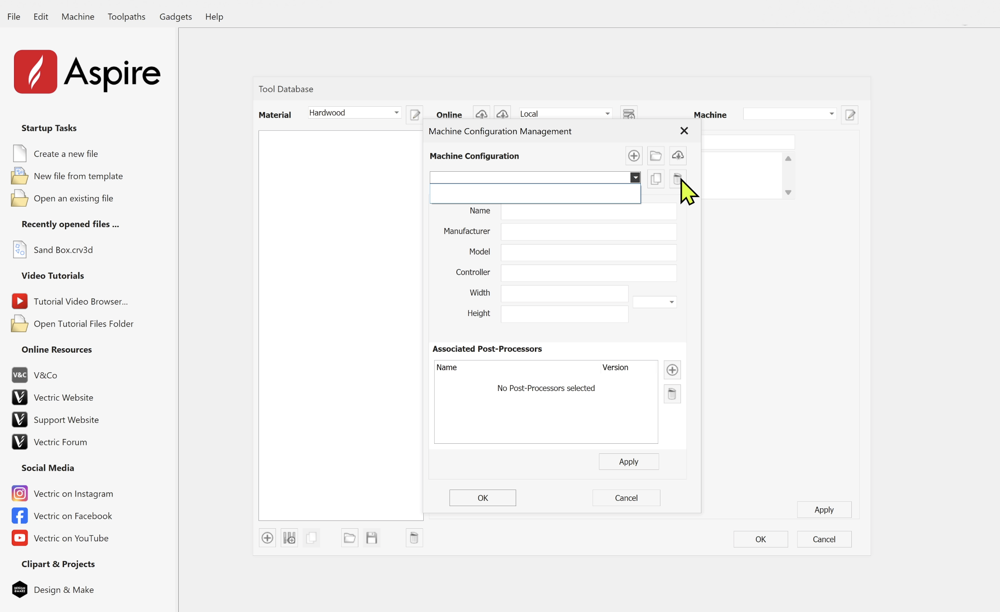 File Edit Machine Toolpaths Gadgets Help
Aspire
Startup Tasks
Create a new file
New file from template
Open an existing file
Recently opened files ...
Sand Box.crv3d
Video Tutorials
Tutorial Video Browser...
Open Tutorial Files Folder
Online Resources
V&C V&Co
Vectric Website
Support Website
Vectric Forum
Social Media
Vectric on Instagram
Vectric on Facebook
Vectric on YouTube
Clipart & Projects
DESIGN
&MAKE
Design & Make
Tool Database
Material Hardwood Online Local Machine
Machine Configuration Management
Machine Configuration
Name
Manufacturer
Model
Controller
Width
Height
Associated Post-Processors
Name Version
No Post-Processors selected
Apply
OK Cancel
Apply
OK Cancel